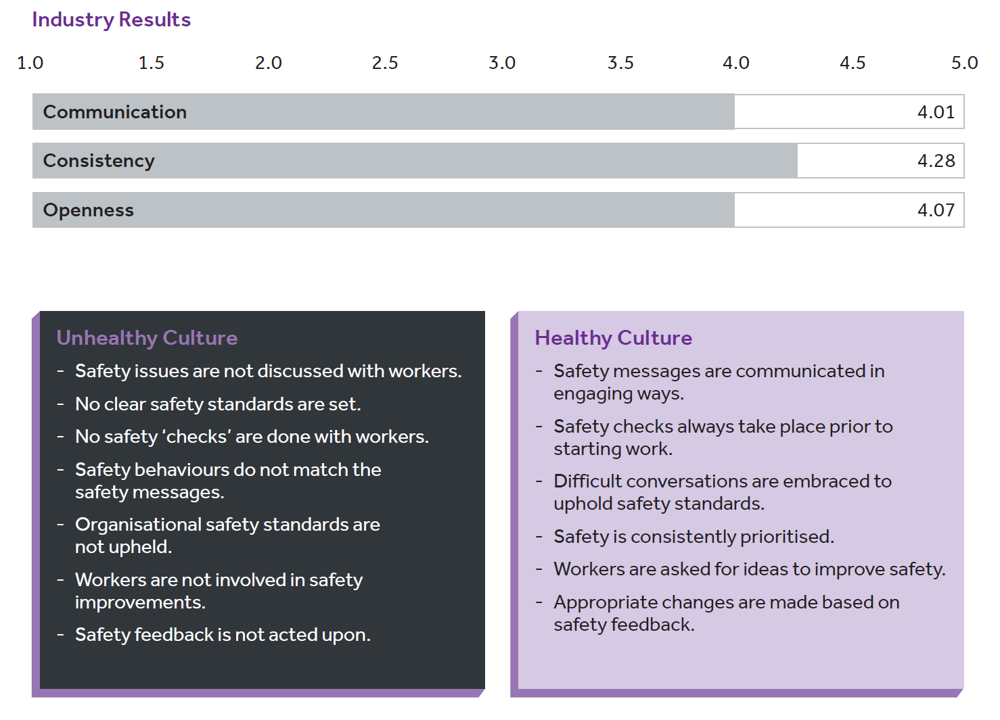 Industry Results
1.0 1.5 2.0 2.5 3.0 3.5 4.0 4.5 5.0
Communication 4.01
Consistency 4.28
Openness 4.07
Unhealthy Culture
- Safety issues are not discussed with workers.
- No clear safety standards are set.
- No safety ‘checks’ are done with workers.
- Safety behaviours do not match the
safety messages.
- Organisational safety standards are
not upheld.
- Workers are not involved in safety
improvements.
- Safety feedback is not acted upon.
Healthy Culture
- Safety messages are communicated in
engaging ways.
- Safety checks always take place prior to
starting work.
- Difficult conversations are embraced to
uphold safety standards.
- Safety is consistently prioritised.
- Workers are asked for ideas to improve safety.
- Appropriate changes are made based on
safety feedback.